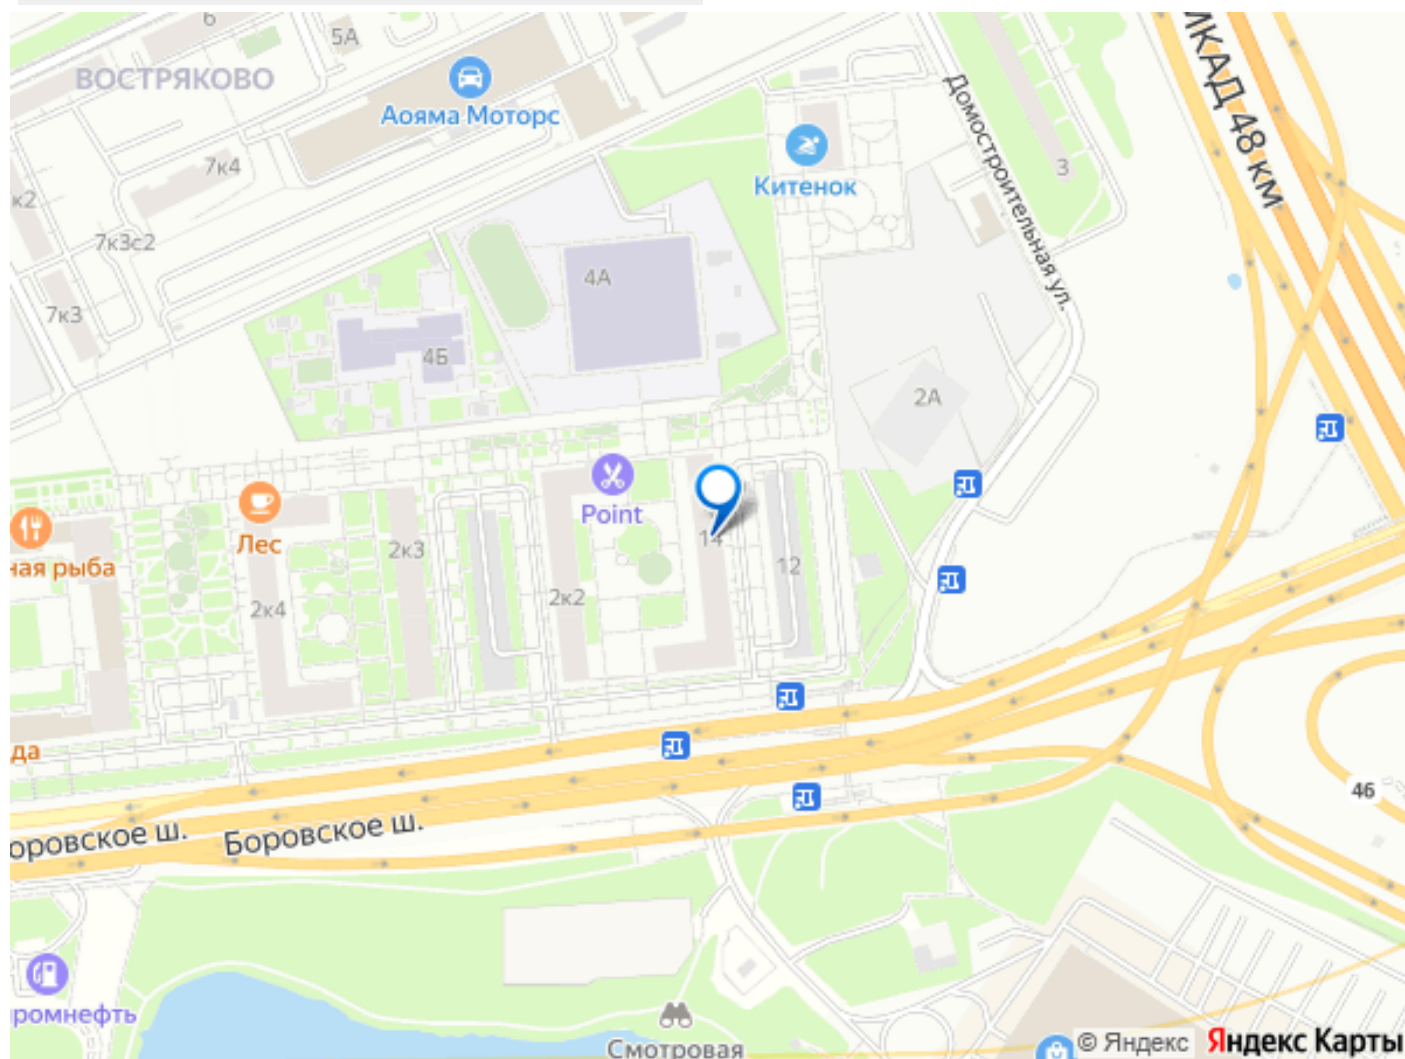 6
5А
ВОСТРЯКОВО
Аояма Моторс
МКАД 48 км
Домостроительная ул.
3
7к4
Китенок
к2
7к3с2
4А
7к3
4Б
2А
Point
Лес
14
2к3
12
ная рыба
2к2
2к4
да
46
оровское ш.
Боровское ш.
ромнефть
Смотровая
© Яндекс
Яндекс Карты